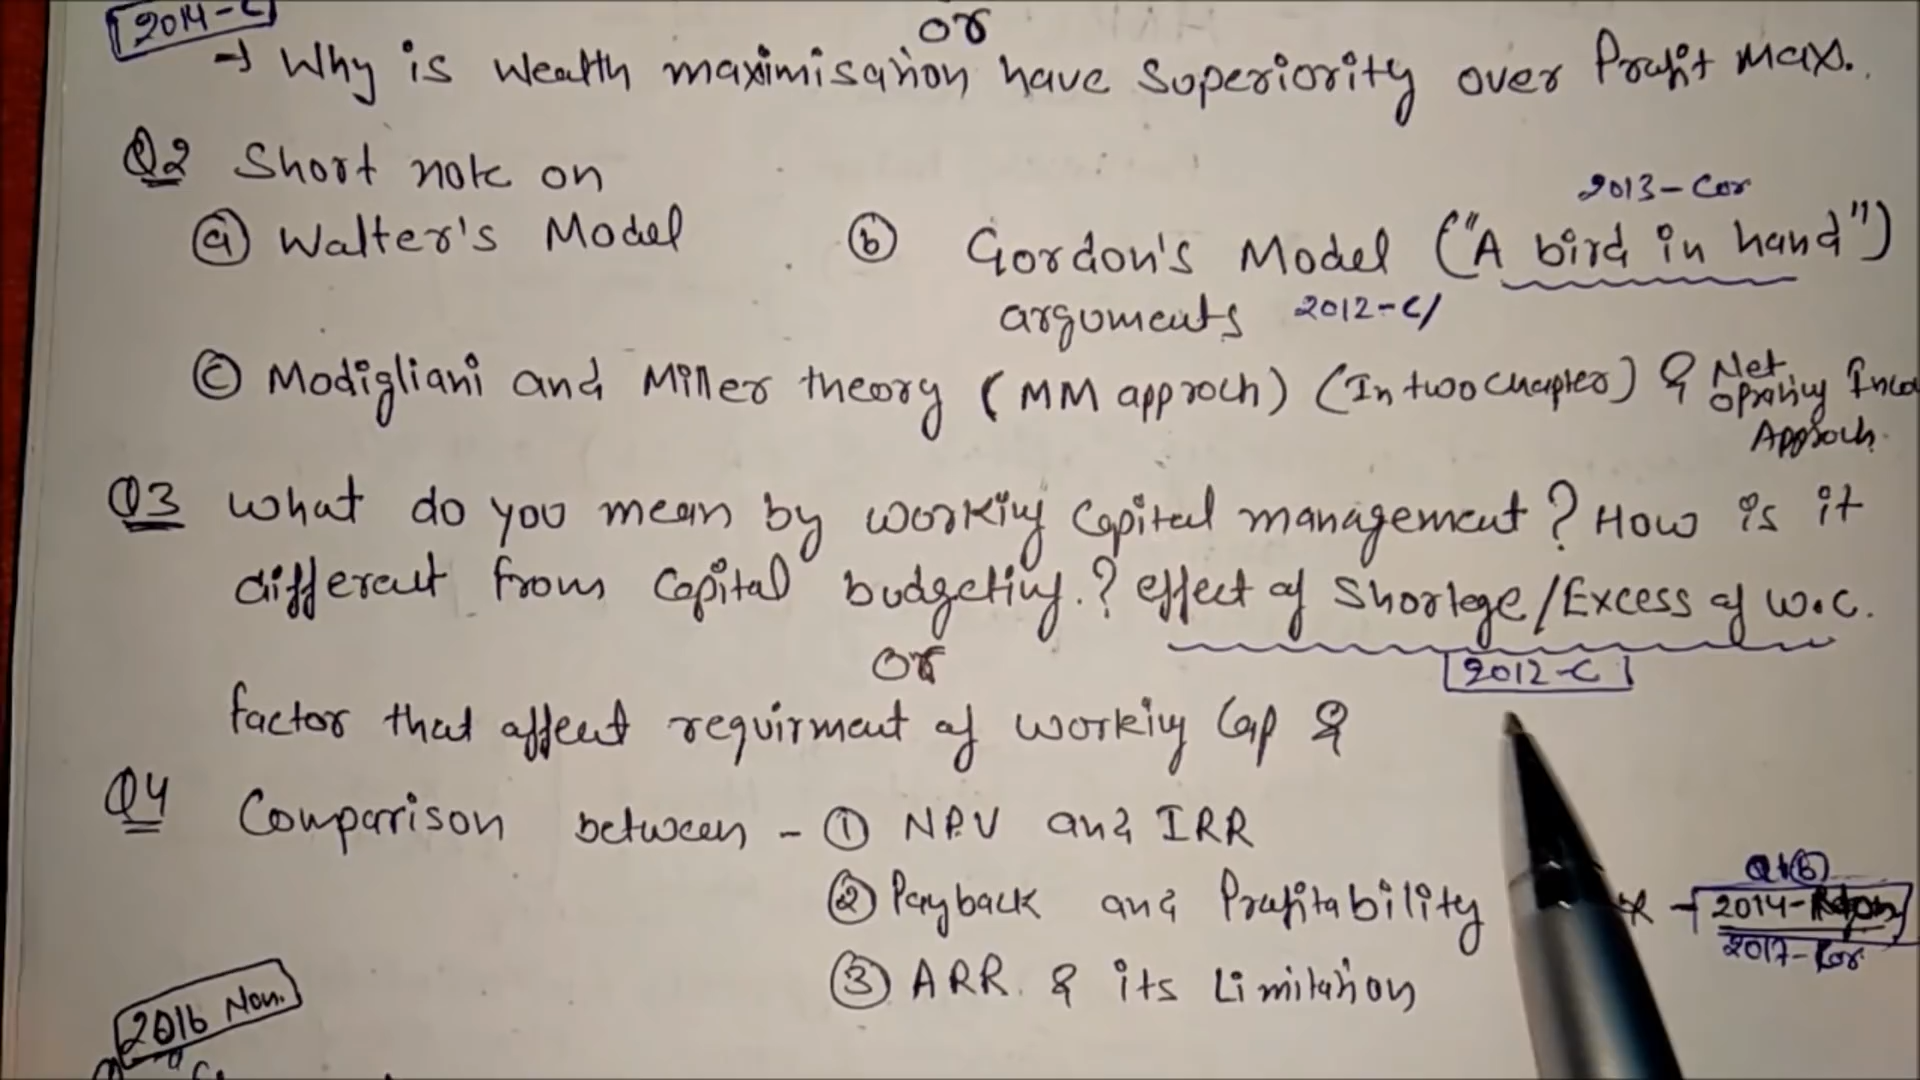 2014-C
or
→ Why is Wealth maximisation have Superiority over Profit Max.
Q2 Short note on
2013-Cor
(a) Walter's Model (b) Gordon's Model ("A bird in hand")
arguments 2012-C/
(c) Modigliani and Miller theory (MM approch) (In two Chapter) & Net
Oprating Inco
Approch.
Q3 What do you mean by working Capital management? How is it
different from Capital budgeting.? effect of Shortege/Excess of W.C.
or
2012-C
factor that affect requirment of working Cap &
Q4 Comparison between - (1) NPV and IRR
(2) Payback and Profitability
2014-
2017-Cor
(3) ARR. & its Limitation
2016 Non.